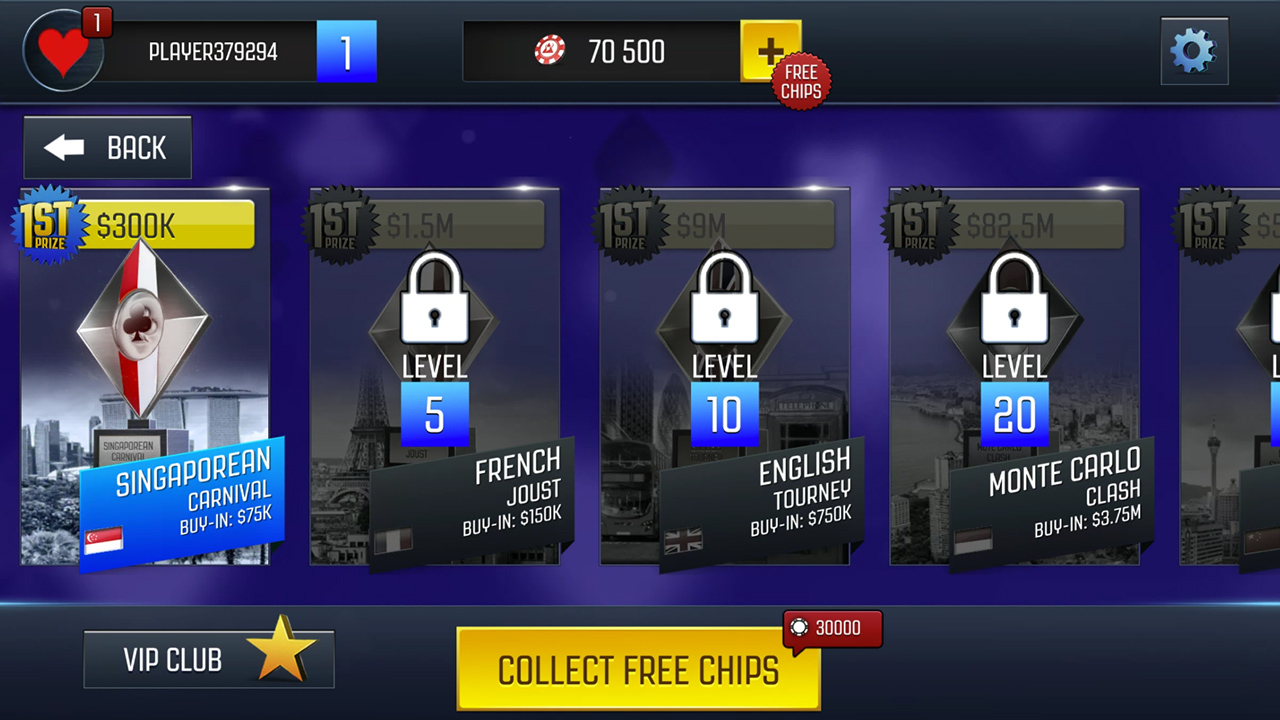 1
PLAYER379294
1
70 500
+
FREE
CHIPS
BACK
1ST
PRIZE
$300K
SINGAPOREAN
CARNIVAL
SINGAPOREAN
CARNIVAL
BUY-IN: $75K
1ST
PRIZE
$1.5M
LEVEL
5
JOUST
FRENCH
JOUST
BUY-IN: $150K
1ST
PRIZE
$9M
LEVEL
10
ENGLISH
TOURNEY
BUY-IN: $750K
1ST
PRIZE
$82.5M
LEVEL
20
MONTE CARLO
CLASH
MONTE CARLO
CLASH
BUY-IN: $3.75M
1ST
PRIZE
VIP CLUB
COLLECT FREE CHIPS
30000